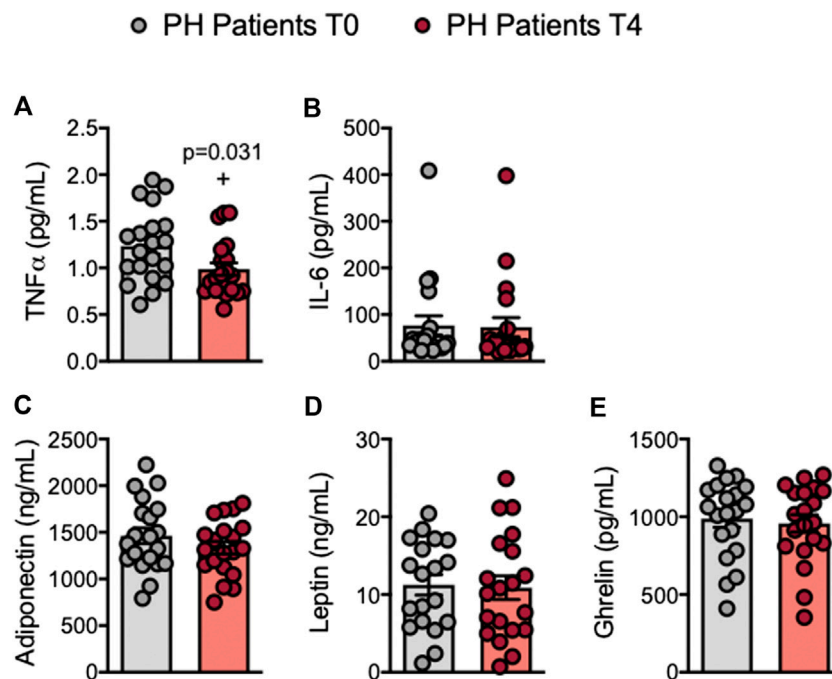 PH Patients T0 PH Patients T4
A
TNFα (pg/mL)
2.5
2.0
1.5
1.0
0.5
0.0
p=0.031
+
B
IL-6 (pg/mL)
500
400
300
200
100
0
C
Adiponectin (ng/mL)
2500
2000
1500
1000
500
0
D
Leptin (ng/mL)
30
20
10
0
E
Ghrelin (pg/mL)
1500
1000
500
0